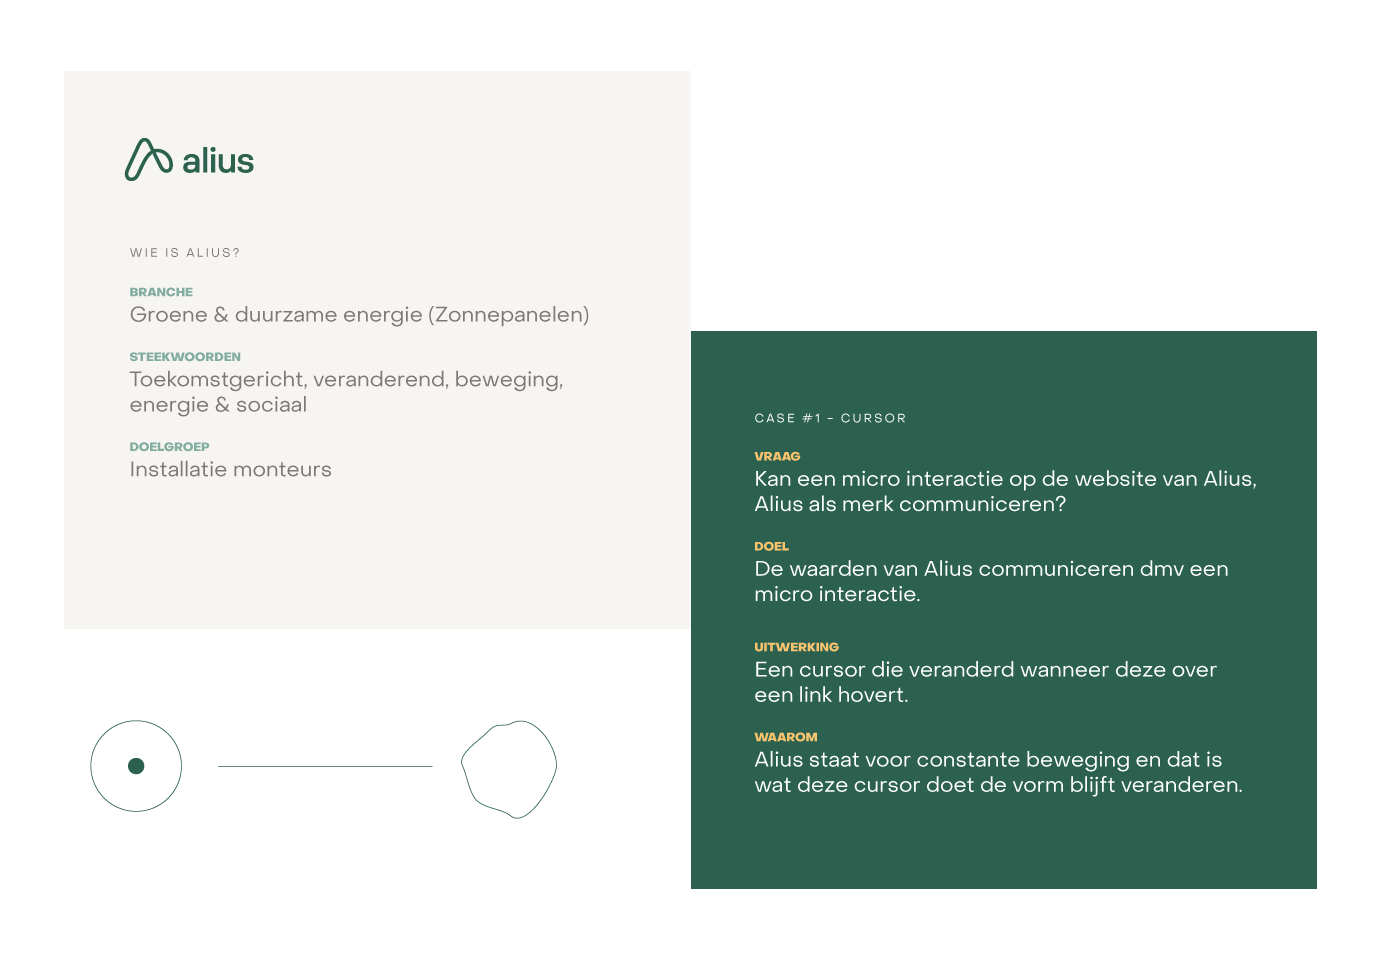 alius
WIE IS ALIUS?
BRANCHE
Groene & duurzame energie (Zonnepanelen)
STEEKWOORDEN
Toekomstgericht, veranderend, beweging,
energie & sociaal
DOELGROEP
Installatie monteurs
CASE #1 - CURSOR
VRAAG
Kan een micro interactie op de website van Alius,
Alius als merk communiceren?
DOEL
De waarden van Alius communiceren dmv een
micro interactie.
UITWERKING
Een cursor die veranderd wanneer deze over
een link hovert.
WAAROM
Alius staat voor constante beweging en dat is
wat deze cursor doet de vorm blijft veranderen.